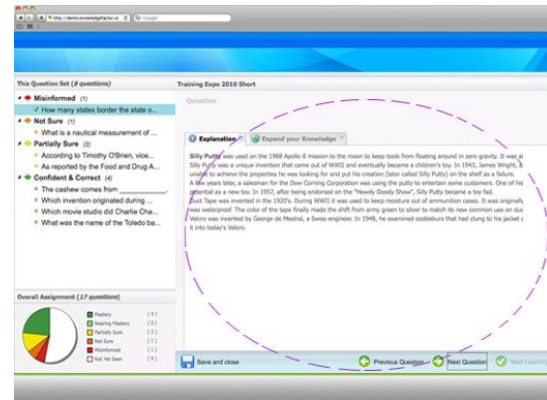 http://demo.knowledgefactor.co
Google
This Question Set (8 questions)
Training Expo 2010 Short
Misinformed (1)
How many states border the state o...
Not Sure (1)
What is a nautical measurement of ...
Partially Sure (2)
According to Timothy O'Brien, vice...
As reported by the Food and Drug A...
Confident & Correct (4)
The cashew comes from
Which invention originated during ...
Which movie studio did Charlie Cha...
What was the name of the Toledo ba...
Question
Explanation
Expand your Knowledge
Silly Putty was used on the 1968 Apollo 8 mission to the moon to keep tools from floating around in zero gravity. It was al
Silly Putty was a unique invention that came out of WWII and eventually became a children's toy. In 1943, James Wright, a
unable to achieve the properties he was looking for and put his creation (later called Silly Putty) on the shelf as a failure.
A few years later, a salesman for the Dow Corning Corporation was using the putty to entertain some customers. One of his
potential as a new toy. In 1957, after being endorsed on the "Howdy Doody Show", Silly Putty became a toy fad.
Duct Tape was invented in the 1920's. During WWII it was used to keep moisture out of ammunition cases. It was originally
was waterproof. The color of the tape finally made the shift from army green to silver to match its new common use on duc
Velcro was invented by George de Mestral, a Swiss engineer. In 1948, he examined cockleburs that had clung to his jacket
it into today's Velcro.
Overall Assignment (17 questions)
Mastery (4)
Nearing Mastery
Partially Sure (2)
Not Sure (1)
Misinformed (1)
Not Yet Seen
Save and close
Previous Question
Next Question
Next Learning